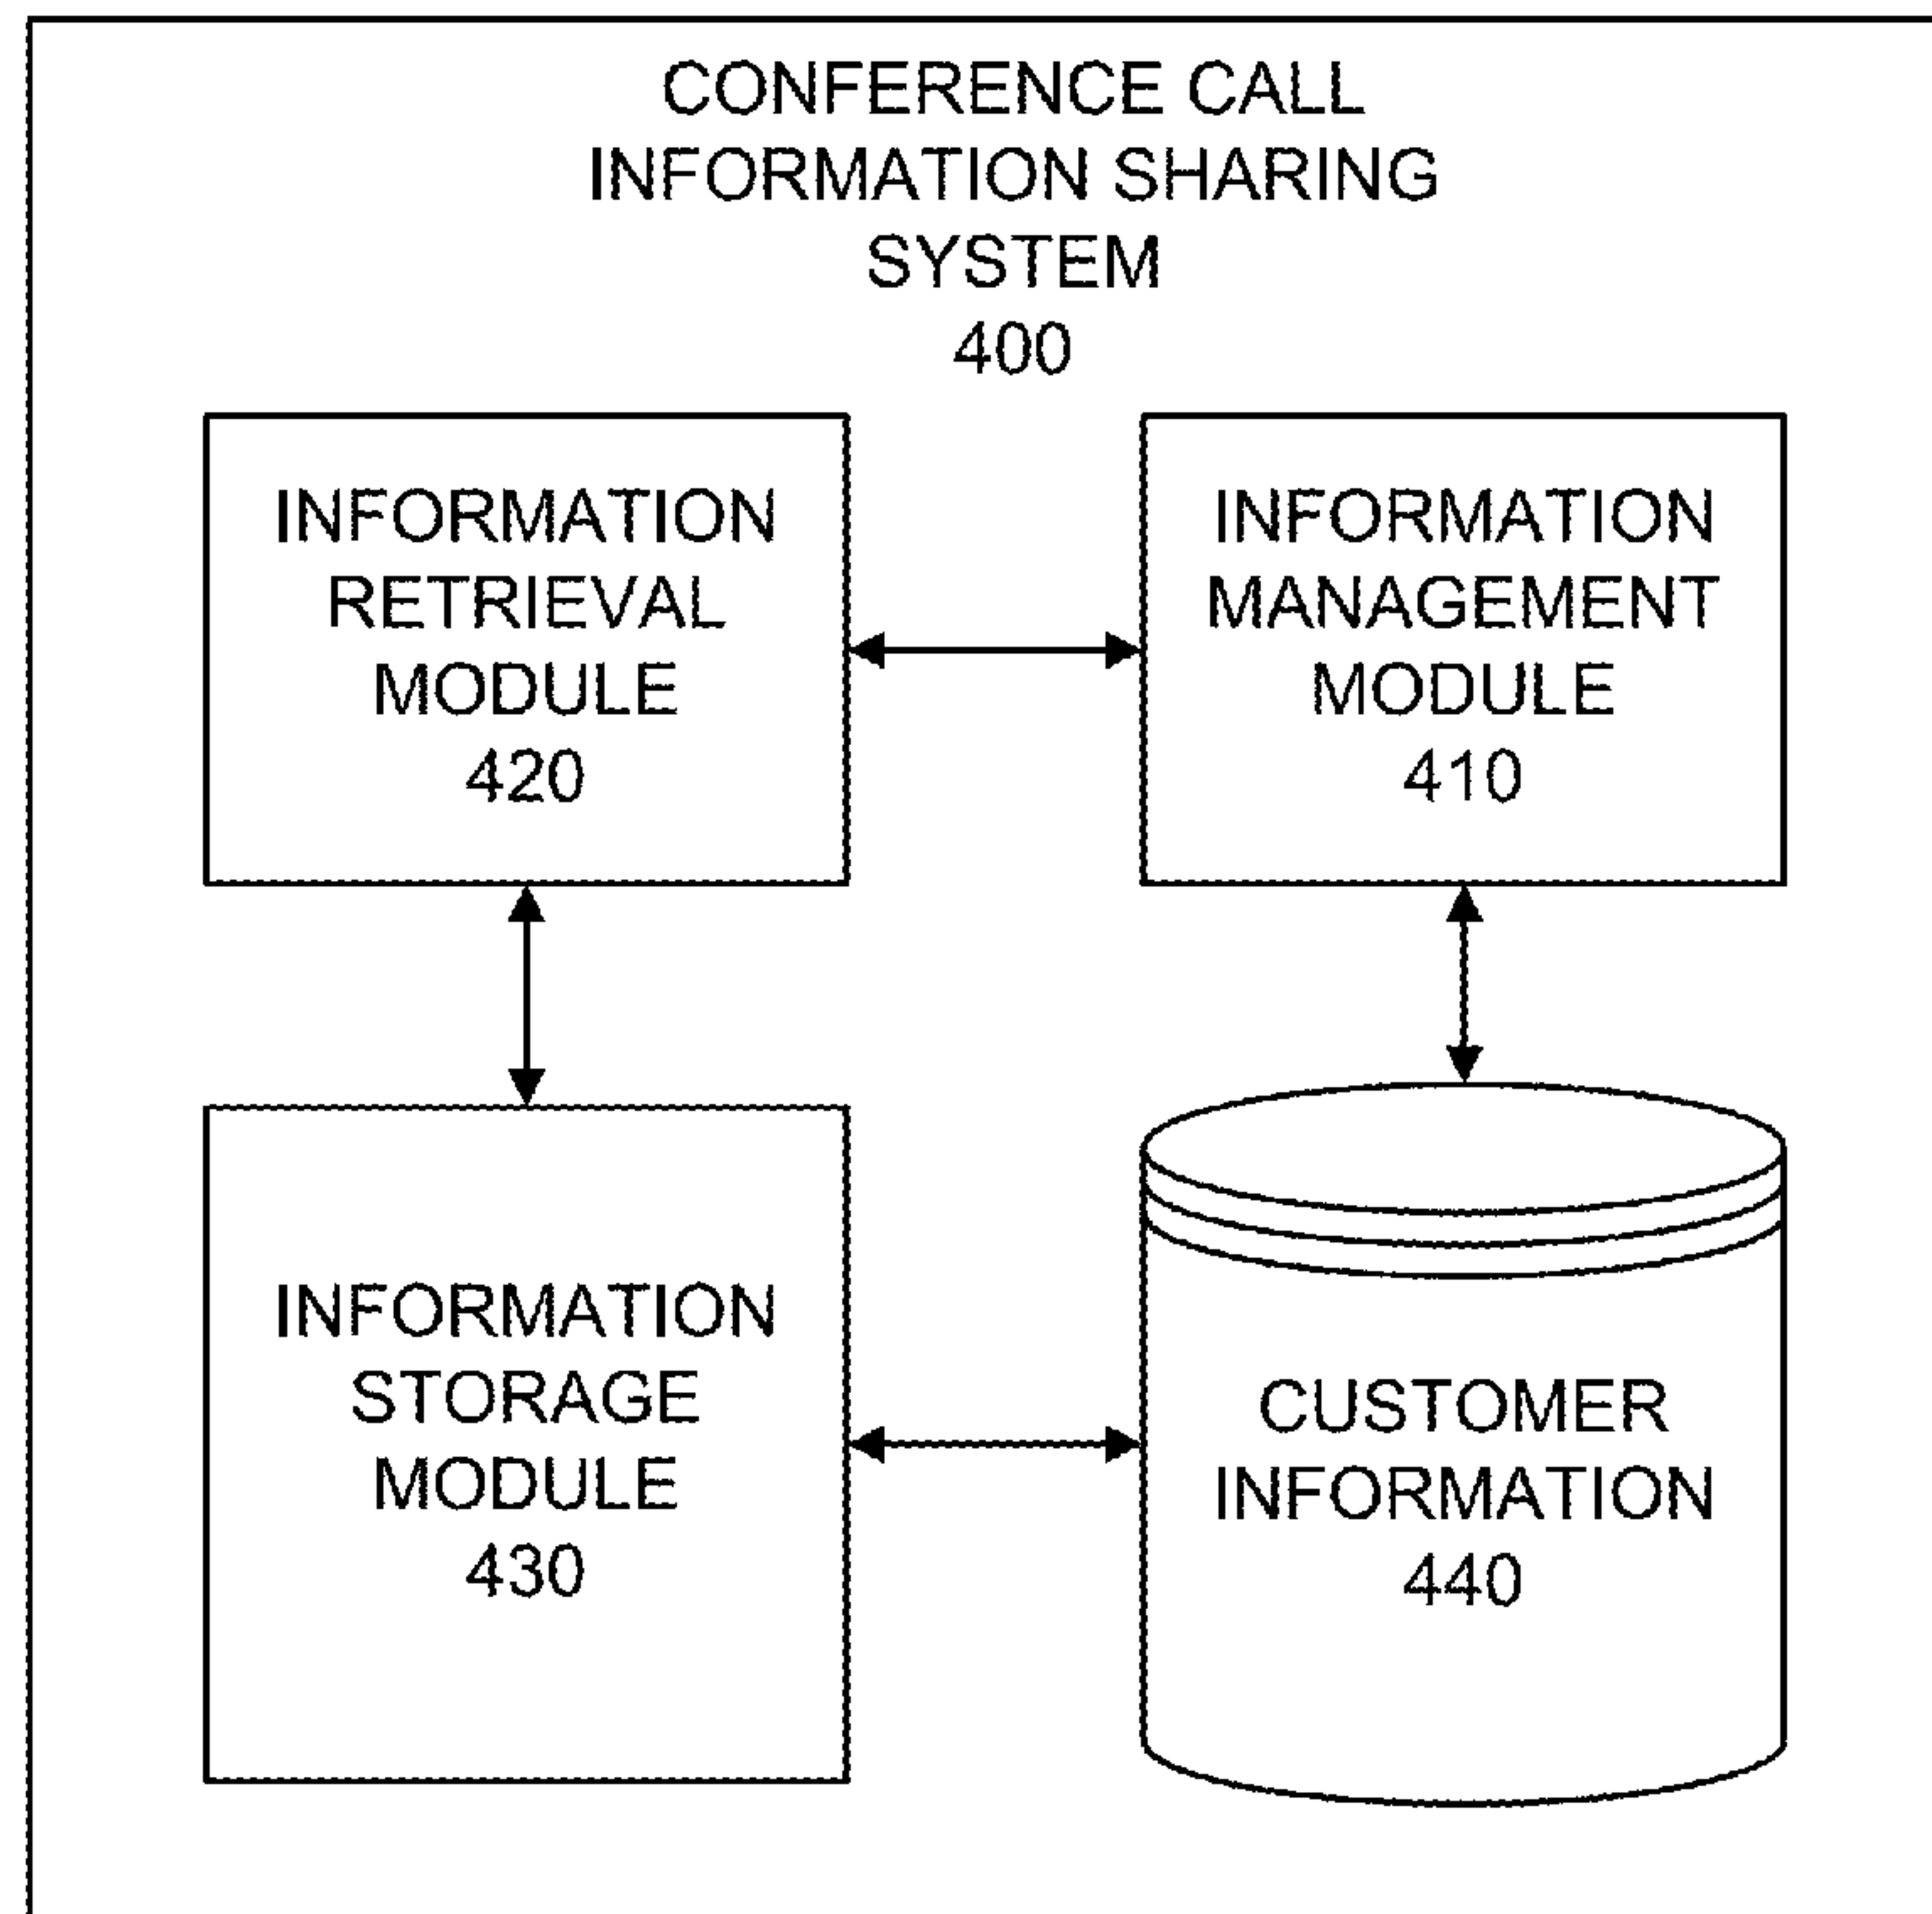 CONFERENCE CALL
INFORMATION SHARING
SYSTEM
400
INFORMATION
RETRIEVAL
MODULE
420
INFORMATION
MANAGEMENT
MODULE
410
INFORMATION
STORAGE
MODULE
430
CUSTOMER
INFORMATION
440